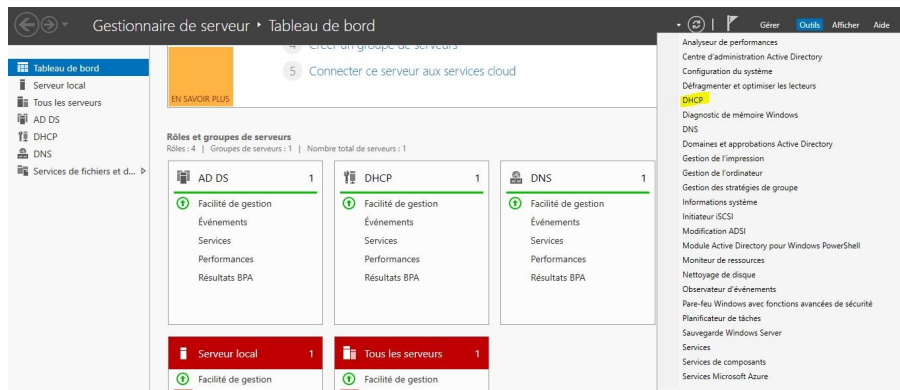 Gestionnaire de serveur • Tableau de bord
Gérer Outils Afficher Aide
Tableau de bord
Serveur local
Tous les serveurs
AD DS
DHCP
DNS
Services de fichiers et d...
4 Créer un groupe de serveurs
5 Connecter ce serveur aux services cloud
EN SAVOIR PLUS
Rôles et groupes de serveurs
Rôles : 4 | Groupes de serveurs : 1 | Nombre total de serveurs : 1
AD DS 1
Facilité de gestion
Événements
Services
Performances
Résultats BPA
DHCP 1
Facilité de gestion
Événements
Services
Performances
Résultats BPA
DNS 1
Facilité de gestion
Événements
Services
Performances
Résultats BPA
Serveur local 1
Facilité de gestion
Tous les serveurs 1
Facilité de gestion
Analyseur de performances
Centre d'administration Active Directory
Configuration du système
Défragmenter et optimiser les lecteurs
DHCP
Diagnostic de mémoire Windows
DNS
Domaines et approbations Active Directory
Gestion de l'impression
Gestion de l'ordinateur
Gestion des stratégies de groupe
Informations système
Initiateur iSCSI
Modification ADSI
Module Active Directory pour Windows PowerShell
Moniteur de ressources
Nettoyage de disque
Observateur d'événements
Pare-feu Windows avec fonctions avancées de sécurité
Planificateur de tâches
Sauvegarde Windows Server
Services
Services de composants
Services Microsoft Azure